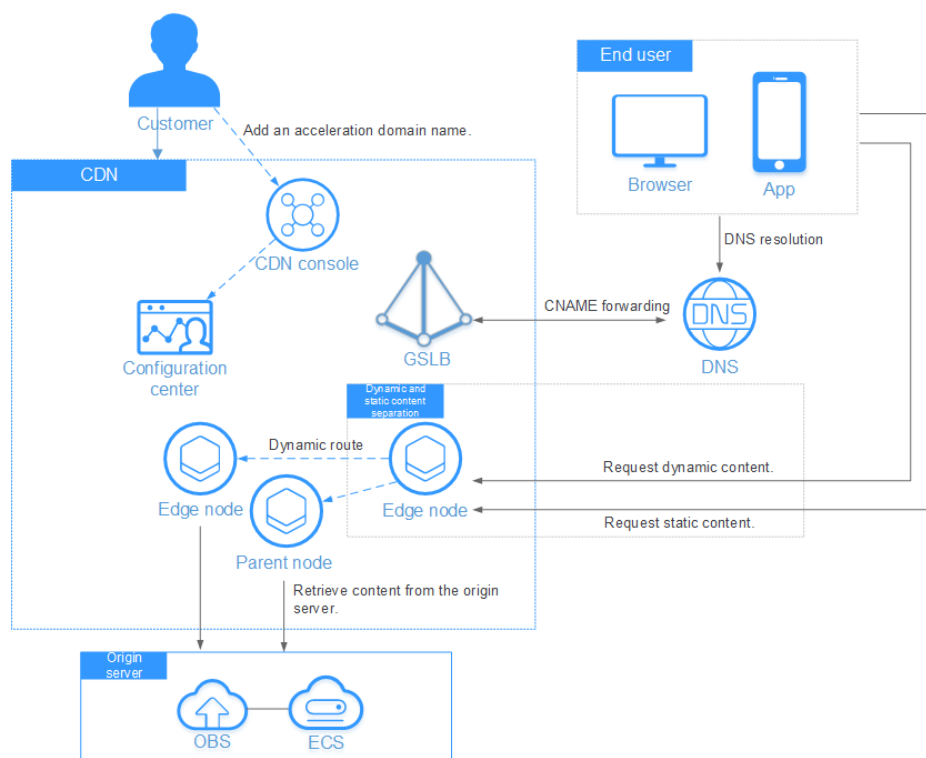 Customer
Add an acceleration domain name.
End user
Browser
App
CDN
CDN console
DNS resolution
CNAME forwarding
DNS
DNS
GSLB
Configuration
center
Dynamic and
static content
separation
Dynamic route
Edge node
Edge node
Request dynamic content.
Request static content.
Parent node
Retrieve content from the origin
server.
Origin
server
OBS
ECS